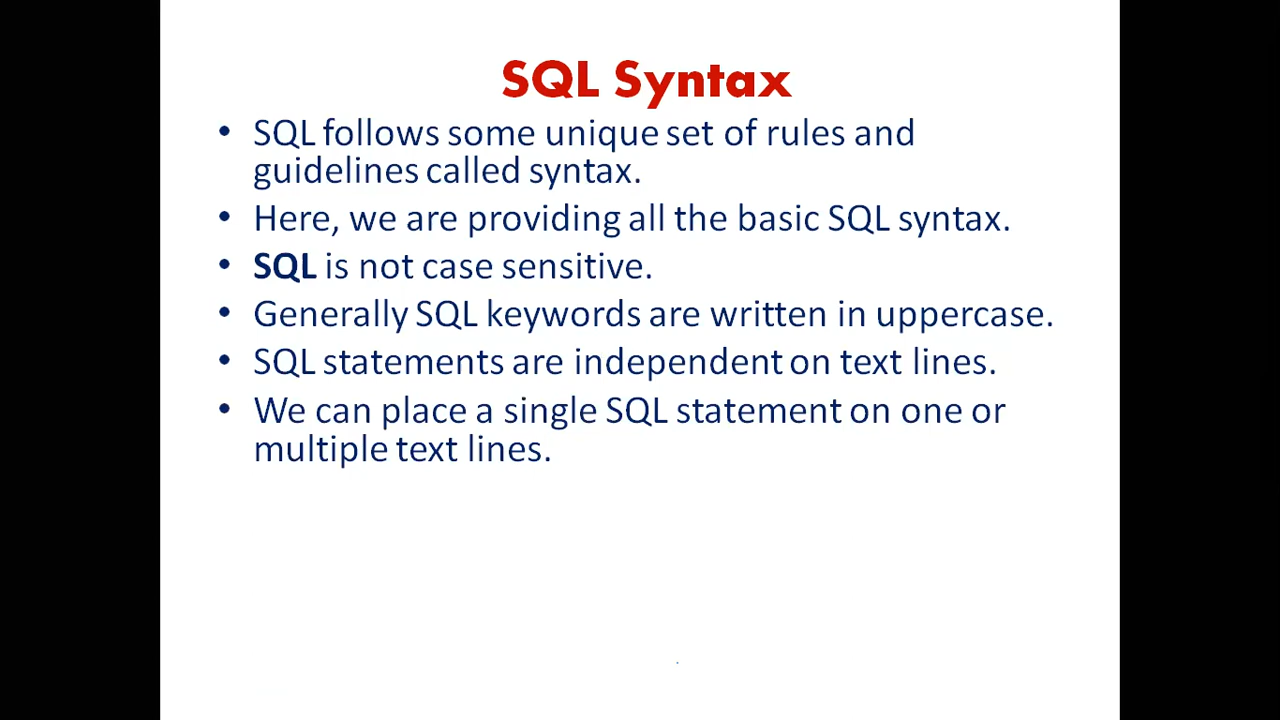 SQL Syntax
• SQL follows some unique set of rules and
guidelines called syntax.
• Here, we are providing all the basic SQL syntax.
• SQL is not case sensitive.
• Generally SQL keywords are written in uppercase.
• SQL statements are independent on text lines.
• We can place a single SQL statement on one or
multiple text lines.